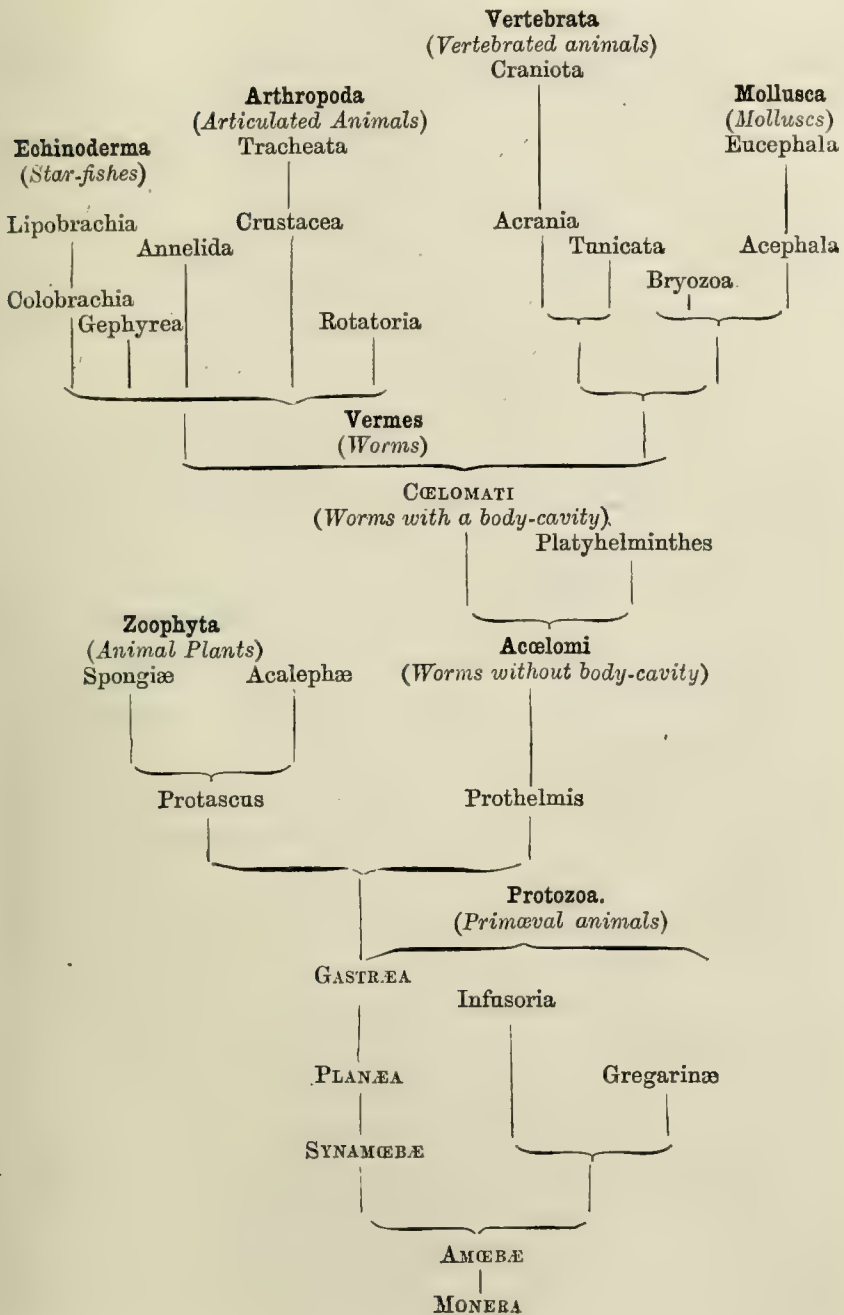 Vertebrata
(Vertebrated animals)
Craniota
Arthropoda
(Articulated Animals)
Tracheata
Mollusca
(Molluscs)
Eucephala
Echinoderma
(Star-fishes)
Lipobrachia
Crustacea
Acrania
Annelida
Tunicata
Acephala
Bryozoa.
Colobrachia
Gephyrea
Rotatoria
Vermes
(Worms)
CŒLOMATI
(Worms with a body-cavity).
Platyhelminthes
Zoophyta
(Animal Plants)
Spongiæ Acalephæ
Acœlomi
(Worms without body-cavity)
Protascus
Prothelmis
Protozoa.
(Primæval animals)
GASTRÆA
Infusoria
PLANÆA
Gregarinæ
SYNAMŒBÆ
AMŒBÆ
MONERA